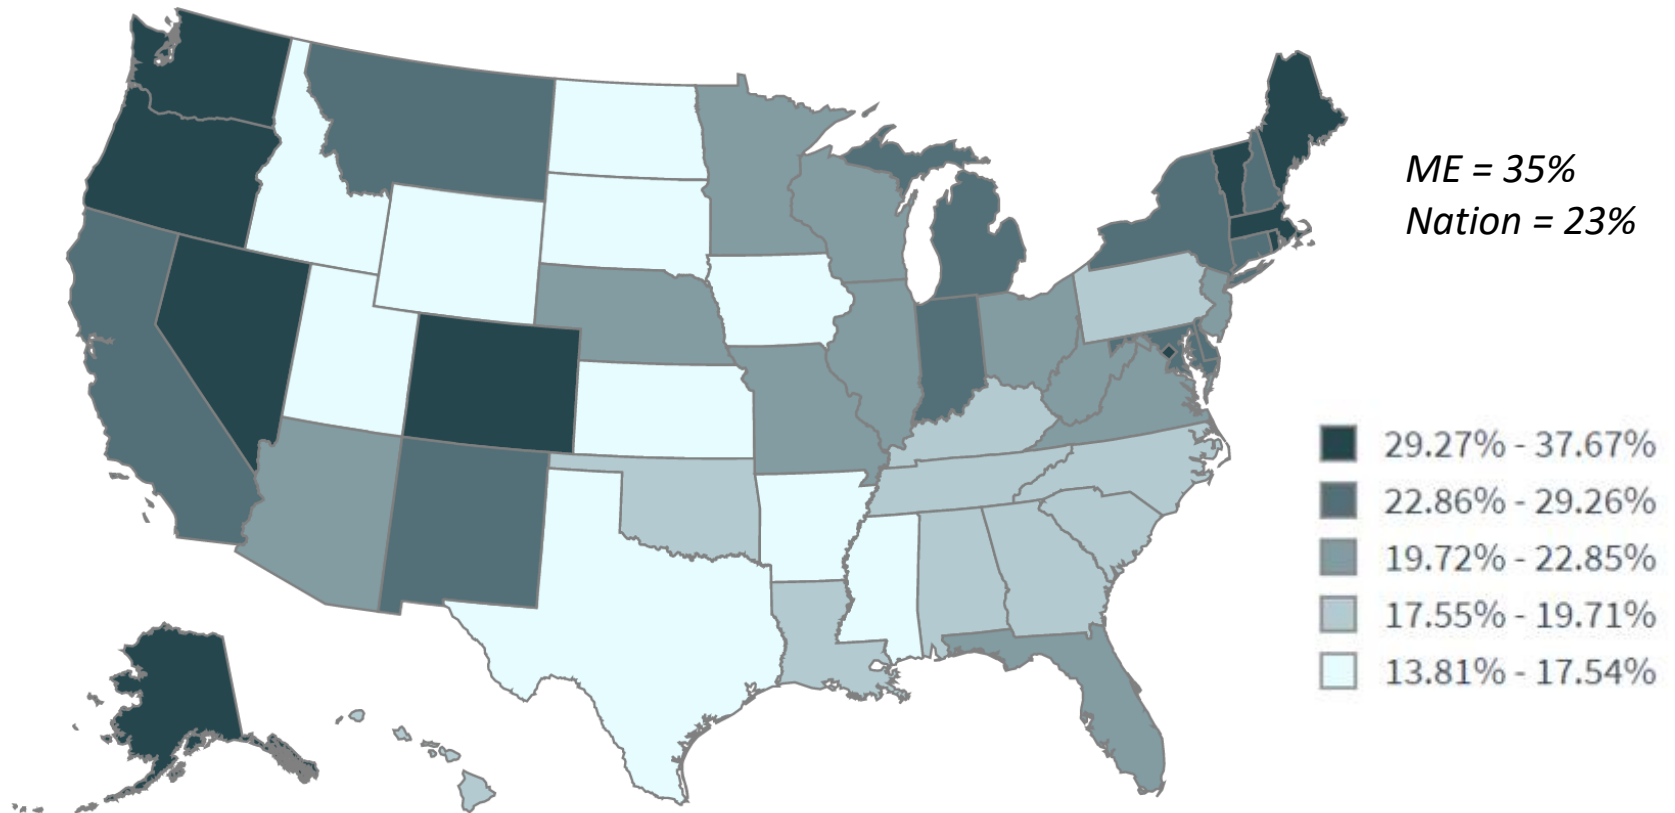 ME = 35%
Nation = 23%
29.27% - 37.67%
22.86% - 29.26%
19.72% - 22.85%
17.55% - 19.71%
13.81% - 17.54%